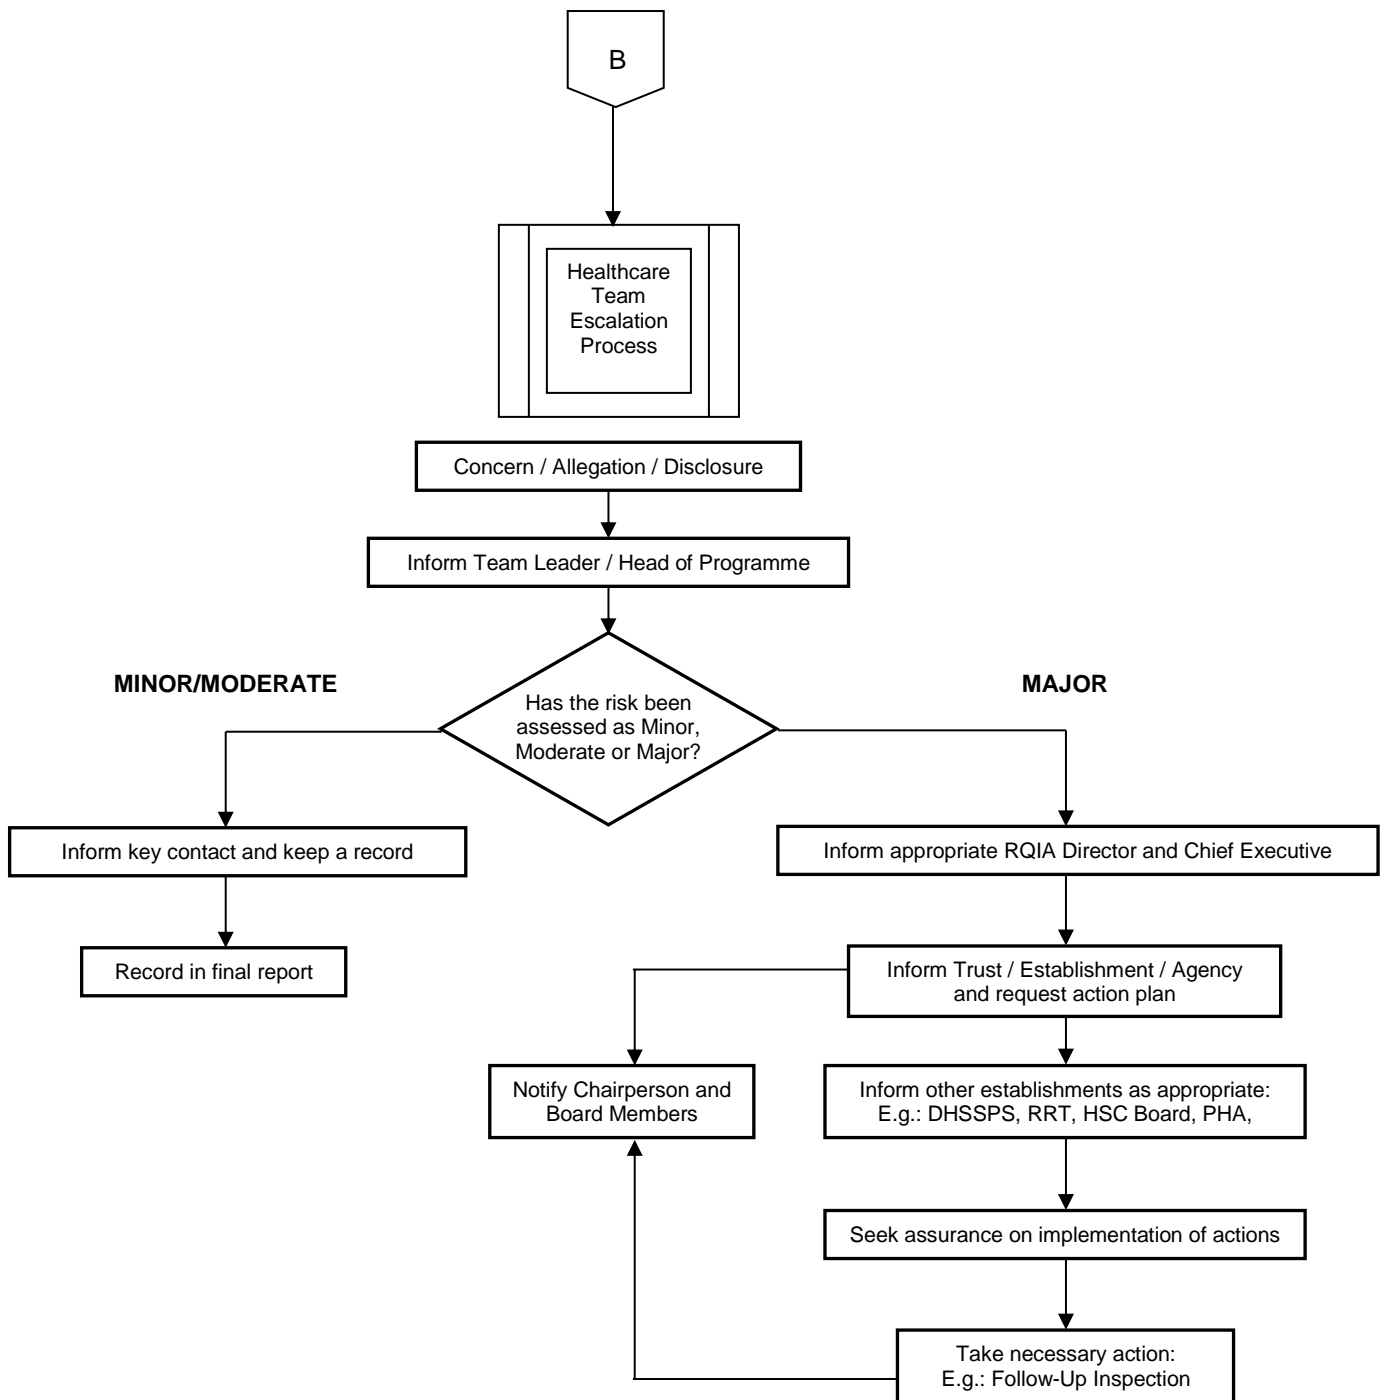 B
Healthcare
Team
Escalation
Process
Concern / Allegation / Disclosure
Inform Team Leader / Head of Programme
MINOR/MODERATE
MAJOR
Has the risk been
assessed as Minor,
Moderate or Major?
Inform key contact and keep a record
Inform appropriate RQIA Director and Chief Executive
Record in final report
Inform Trust / Establishment / Agency
and request action plan
Notify Chairperson and
Board Members
Inform other establishments as appropriate:
E.g.: DHSSPS, RRT, HSC Board, PHA,
Seek assurance on implementation of actions
Take necessary action:
E.g.: Follow-Up Inspection